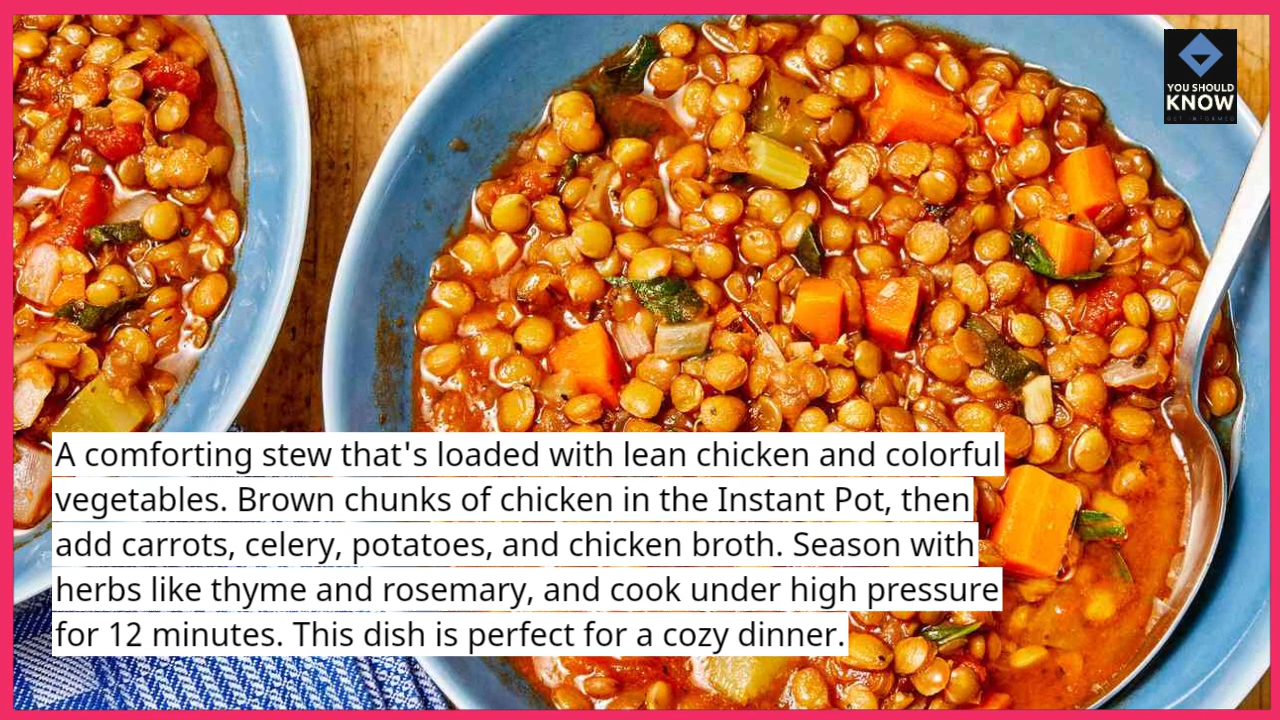 YOU SHOULD
KNOW
GET INFORMED
A comforting stew that's loaded with lean chicken and colorful
vegetables. Brown chunks of chicken in the Instant Pot, then
add carrots, celery, potatoes, and chicken broth. Season with
herbs like thyme and rosemary, and cook under high pressure
for 12 minutes. This dish is perfect for a cozy dinner.